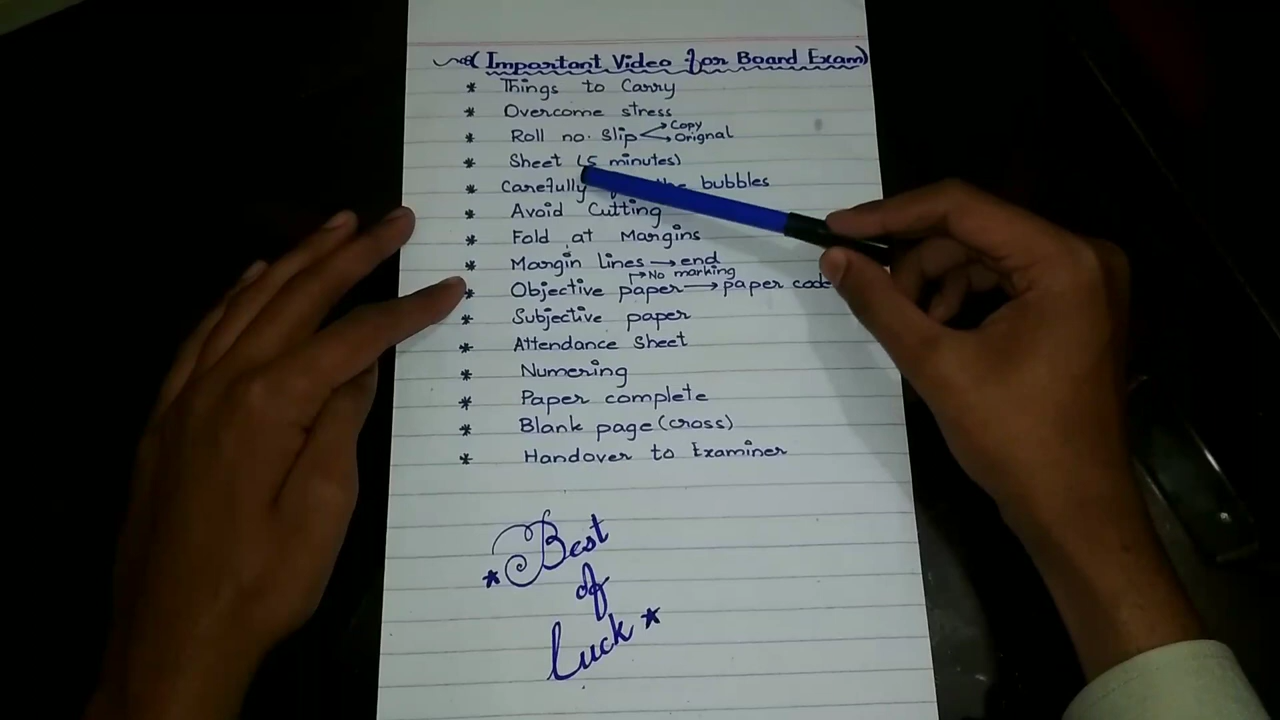 (Important Video for Board Exam)
* Things to Carry
* Overcome stress
* Roll no. Slip → Copy → Orignal
* Sheet (5 minutes)
* Carefully the bubbles
* Avoid Cutting
* Fold at Margins
* Margin lines → end
* Objective paper → paper code → No marking
* Subjective paper
* Attendance Sheet
* Numering
* Paper complete
* Blank page (cross)
* Handover to Examiner
* Best
of
Luck *